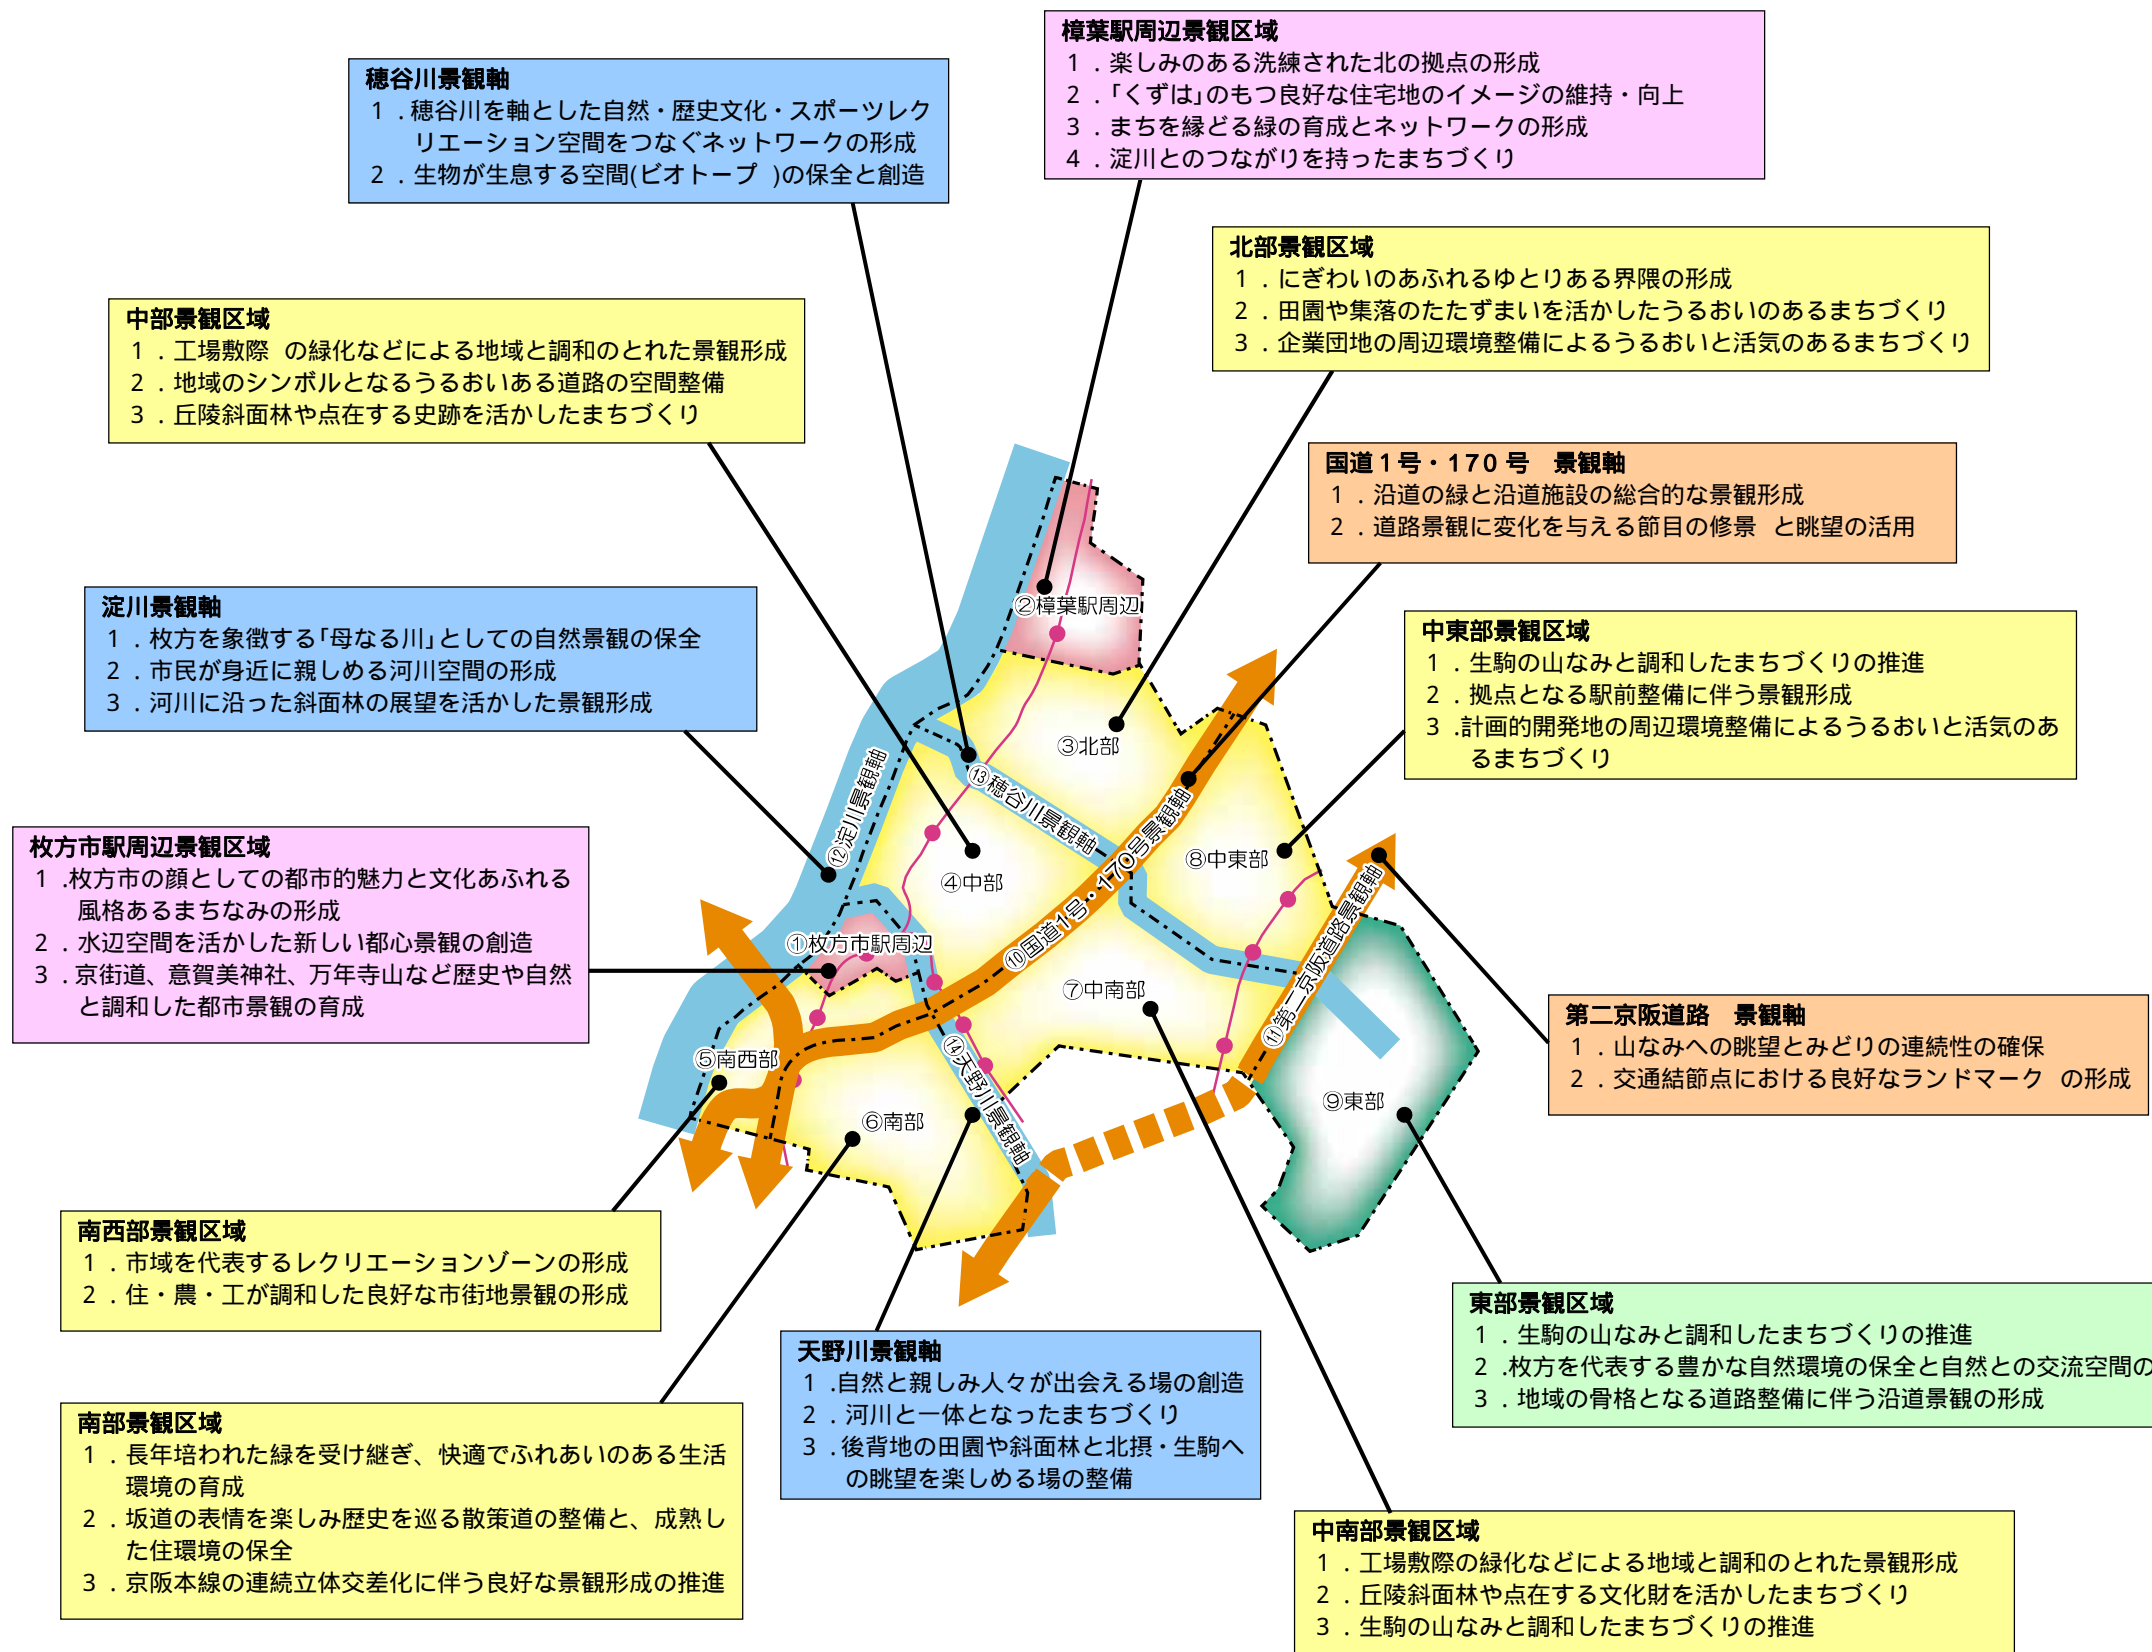 樟葉駅周辺景観区域
1．楽しみのある洗練された北の拠点の形成
2．「くずは」のもつ良好な住宅地のイメージの維持・向上
3．まちを縁どる緑の育成とネットワークの形成
4．淀川とのつながりを持ったまちづくり
穂谷川景観軸
1．穂谷川を軸とした自然・歴史文化・スポーツレク
リエーション空間をつなぐネットワークの形成
2．生物が生息する空間(ビオトープ )の保全と創造
北部景観区域
1．にぎわいのあふれるゆとりある界隈の形成
2．田園や集落のたたずまいを活かしたうるおいのあるまちづくり
3．企業団地の周辺環境整備によるうるおいと活気のあるまちづくり
中部景観区域
1．工場敷際 の緑化などによる地域と調和のとれた景観形成
2．地域のシンボルとなるうるおいある道路の空間整備
3．丘陵斜面林や点在する史跡を活かしたまちづくり
国道1号・170号 景観軸
1．沿道の緑と沿道施設の総合的な景観形成
2．道路景観に変化を与える節目の修景 と眺望の活用
淀川景観軸
1．枚方を象徴する「母なる川」としての自然景観の保全
2．市民が身近に親しめる河川空間の形成
3．河川に沿った斜面林の展望を活かした景観形成
中東部景観区域
1．生駒の山なみと調和したまちづくりの推進
2．拠点となる駅前整備に伴う景観形成
3．計画的開発地の周辺環境整備によるうるおいと活気のあ
るまちづくり
枚方市駅周辺景観区域
1．枚方市の顔としての都市的魅力と文化あふれる
風格あるまちなみの形成
2．水辺空間を活かした新しい都心景観の創造
3．京街道、意賀美神社、万年寺山など歴史や自然
と調和した都市景観の育成
②樟葉駅周辺
③北部
⑬穂谷川景観軸
⑫淀川景観軸
④中部
⑧中東部
①枚方市駅周辺
⑩国道1号・170号景観軸
⑪第二京阪道路景観軸
⑦中南部
⑤南西部
⑭天野川景観軸
⑥南部
⑨東部
第二京阪道路 景観軸
1．山なみへの眺望とみどりの連続性の確保
2．交通結節点における良好なランドマーク の形成
南西部景観区域
1．市域を代表するレクリエーションゾーンの形成
2．住・農・工が調和した良好な市街地景観の形成
東部景観区域
1．生駒の山なみと調和したまちづくりの推進
2．枚方を代表する豊かな自然環境の保全と自然との交流空間の
3．地域の骨格となる道路整備に伴う沿道景観の形成
天野川景観軸
1．自然と親しみ人々が出会える場の創造
2．河川と一体となったまちづくり
3．後背地の田園や斜面林と北摂・生駒へ
の眺望を楽しめる場の整備
南部景観区域
1．長年培われた緑を受け継ぎ、快適でふれあいのある生活
環境の育成
2．坂道の表情を楽しみ歴史を巡る散策道の整備と、成熟し
た住環境の保全
3．京阪本線の連続立体交差化に伴う良好な景観形成の推進
中南部景観区域
1．工場敷際の緑化などによる地域と調和のとれた景観形成
2．丘陵斜面林や点在する文化財を活かしたまちづくり
3．生駒の山なみと調和したまちづくりの推進